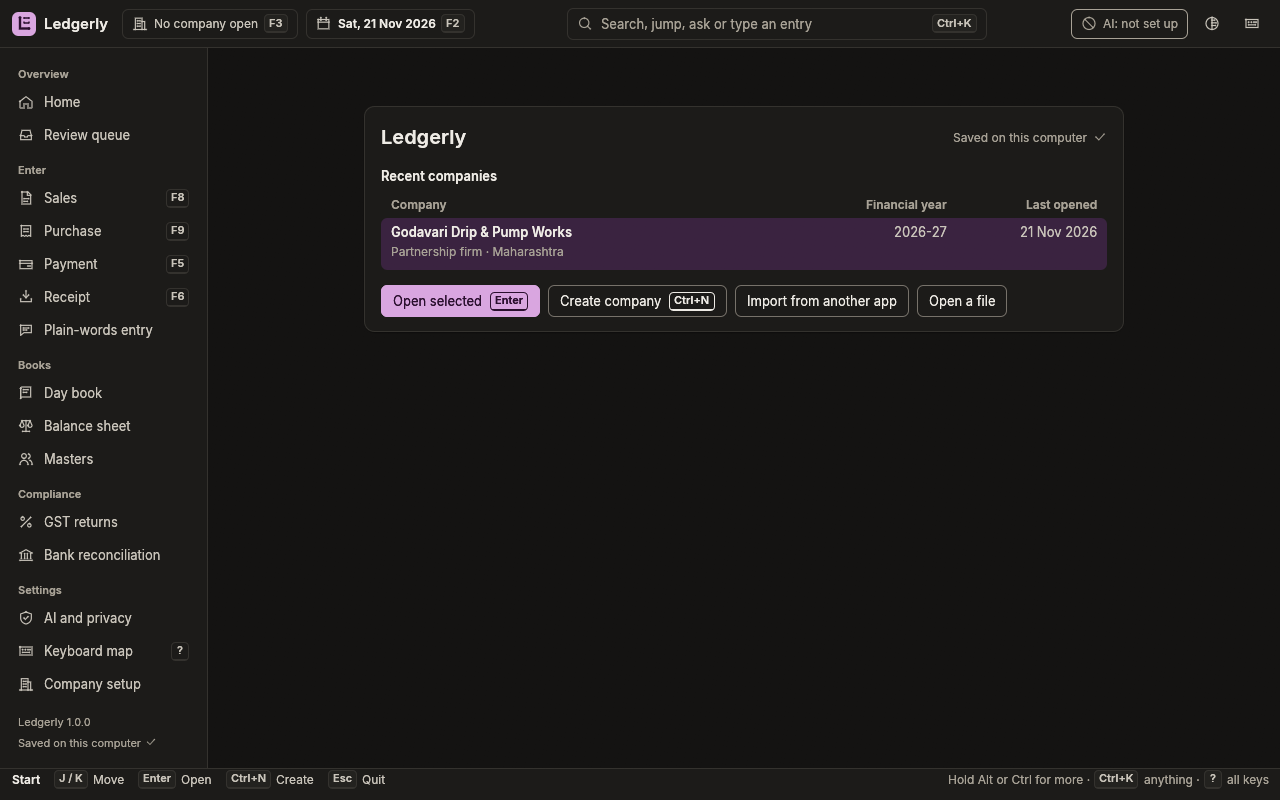 Ledgerly
No company open F3
Sat, 21 Nov 2026 F2
Search, jump, ask or type an entry Ctrl+K
AI: not set up
Overview
Home
Review queue
Enter
Sales F8
Purchase F9
Payment F5
Receipt F6
Plain-words entry
Books
Day book
Balance sheet
Masters
Compliance
GST returns
Bank reconciliation
Settings
AI and privacy
Keyboard map ?
Company setup
Ledgerly 1.0.0
Saved on this computer
Ledgerly
Saved on this computer
Recent companies
Company Financial year Last opened
Godavari Drip & Pump Works 2026-27 21 Nov 2026
Partnership firm · Maharashtra
Open selected Enter
Create company Ctrl+N
Import from another app
Open a file
Start J / K Move Enter Open Ctrl+N Create Esc Quit
Hold Alt or Ctrl for more · Ctrl+K anything · ? all keys